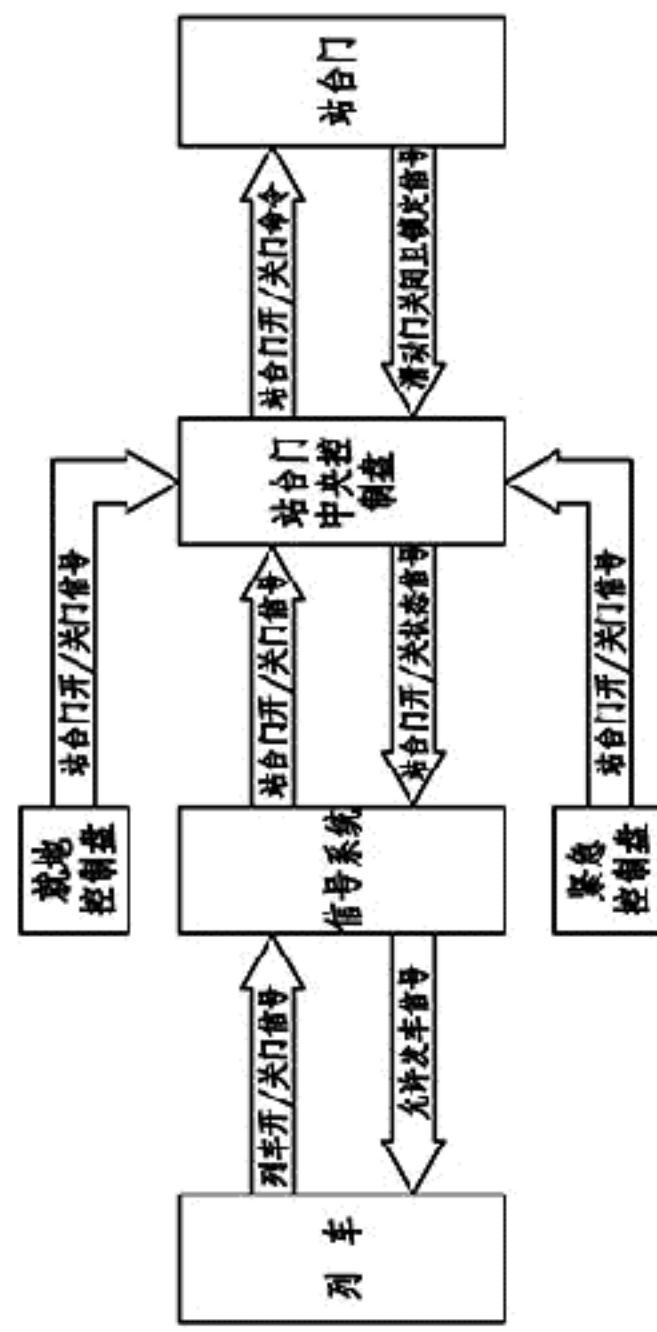 就地
控制盘
站台门开/关门信号
列 车
列车开/关门信号
允许发车信号
信号系统
站台门开/关门信号
站台门开/关状态信号
站台门
中央控
制盘
站台门开/关门命令
滑动门关闭且锁定信号
站台门
紧急
控制盘
站台门开/关门信号